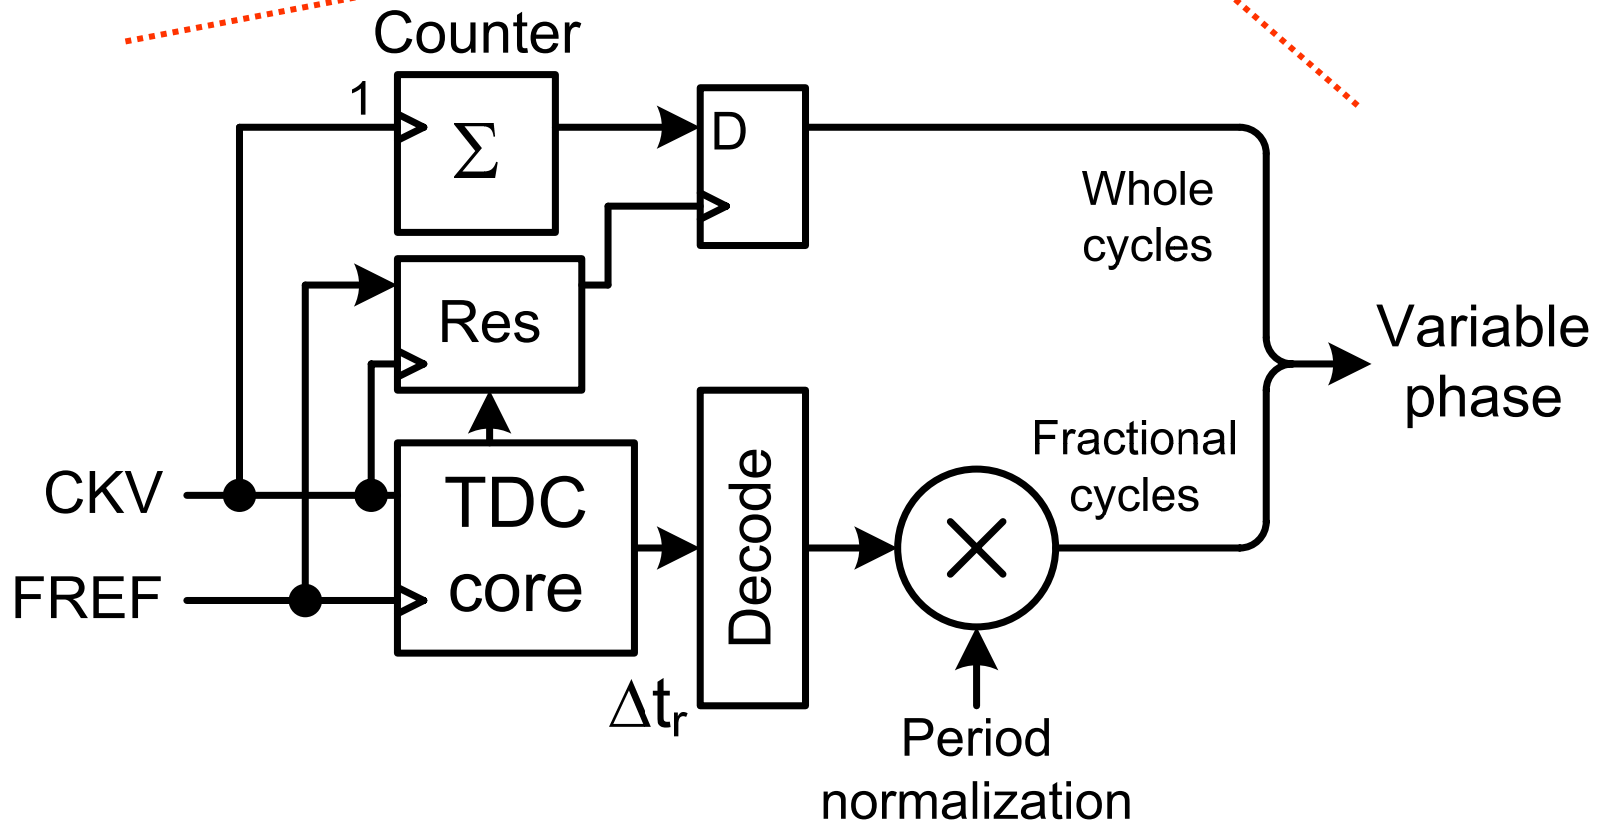 Counter
1
Σ
D
Whole
cycles
Res
Variable
phase
CKV
TDC
core
FREF
Decode
Fractional
cycles
Δtr
Period
normalization